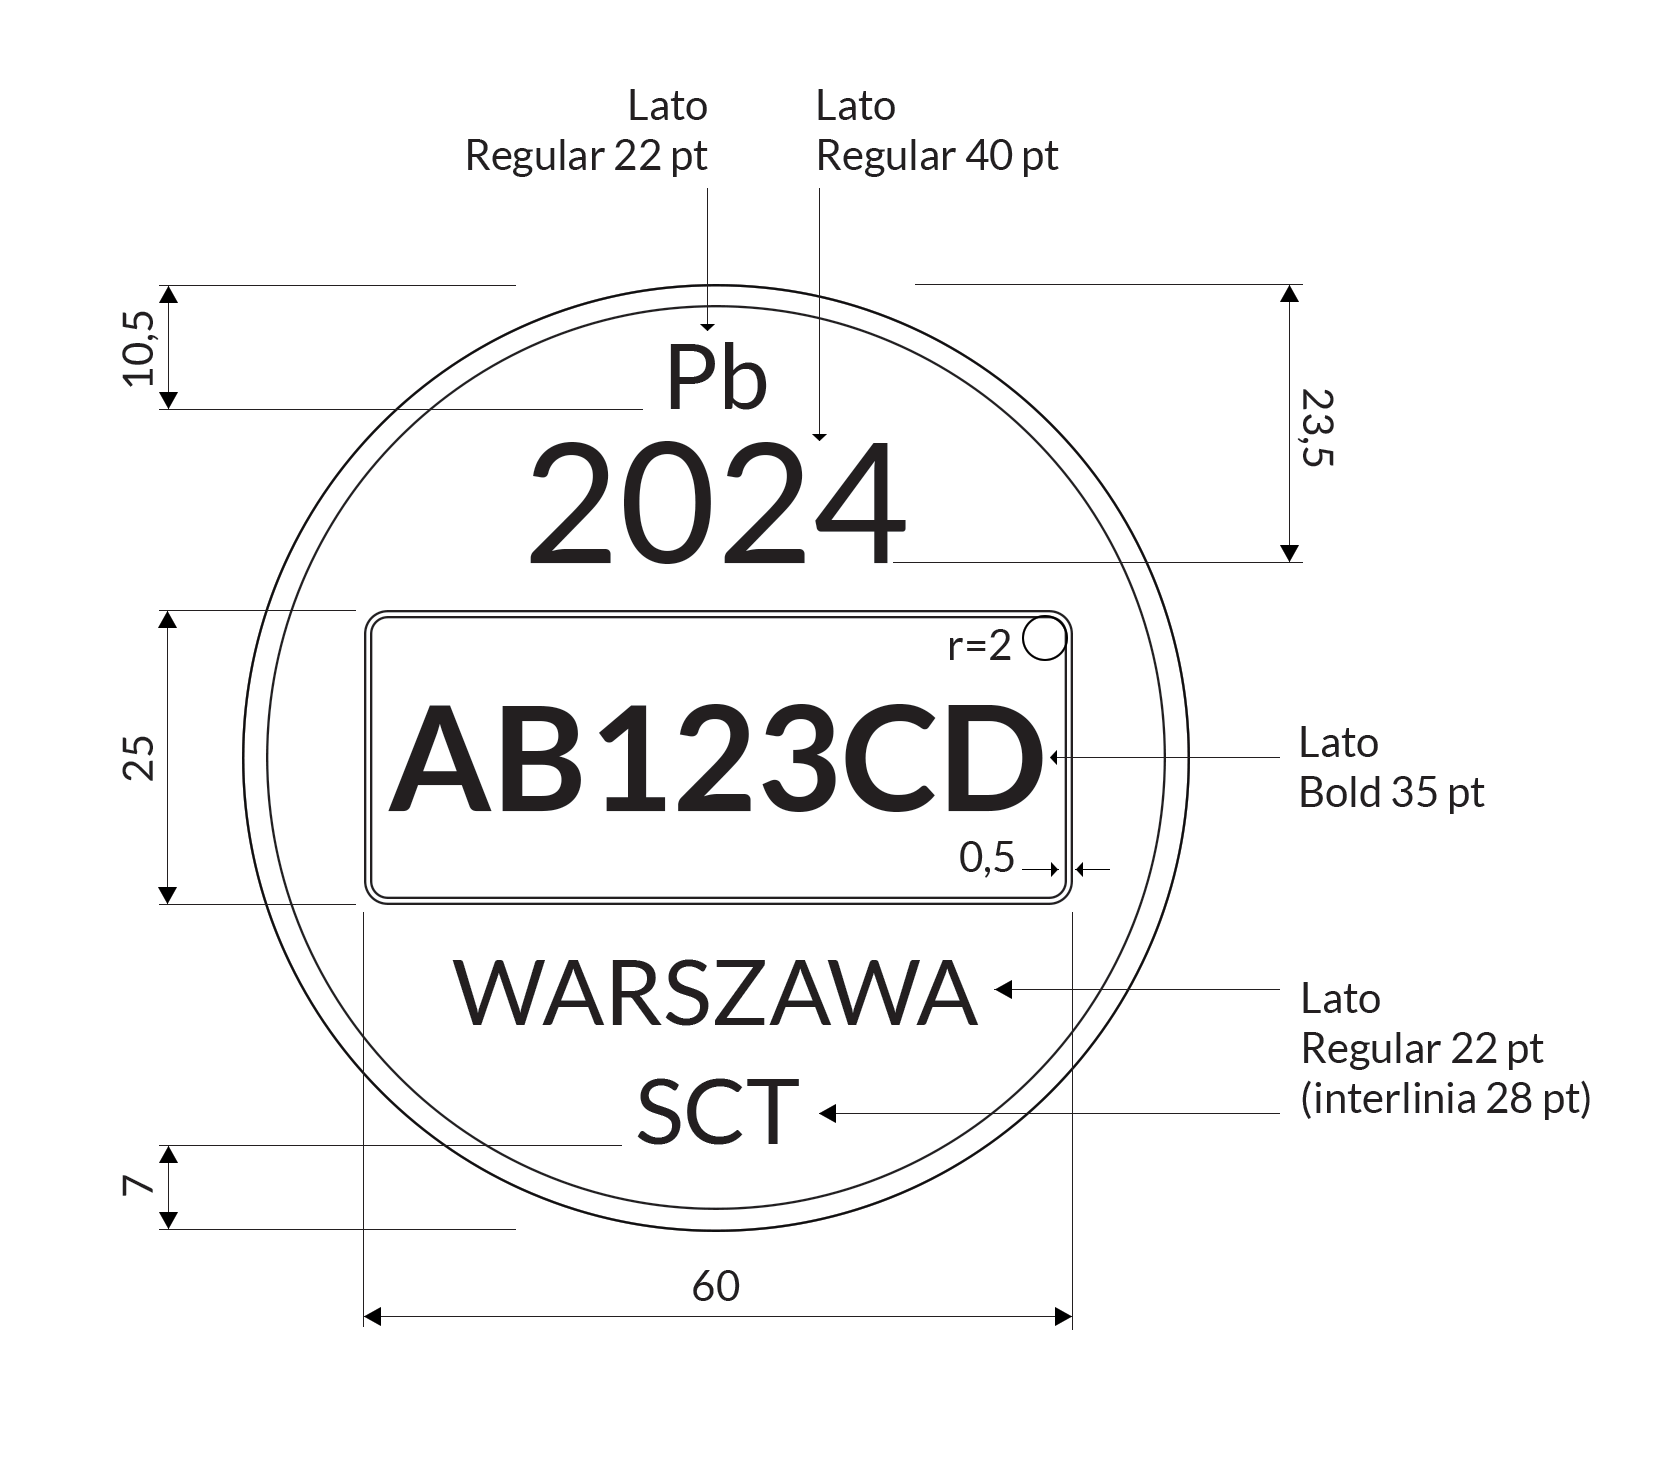 Lato
Regular 22 pt
Lato
Regular 40 pt
10,5
23,5
Pb
2024
25
r=2
AB123CD
Lato
Bold 35 pt
0,5
WARSZAWA
SCT
Lato
Regular 22 pt
(interlinia 28 pt)
7
60